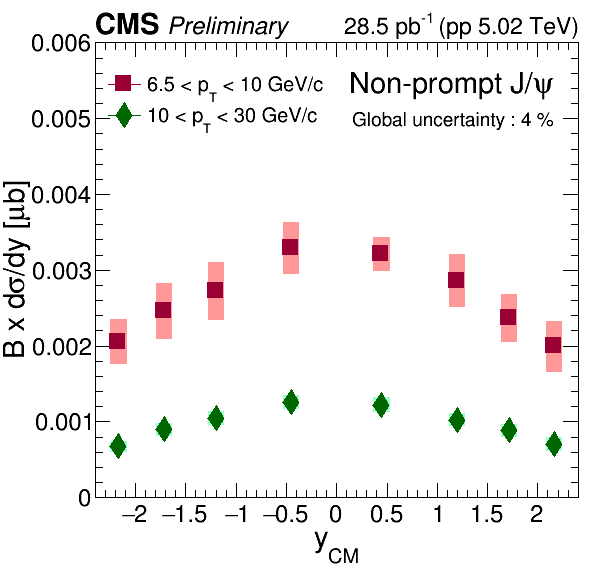 CMS Preliminary 28.5 pb⁻¹ (pp 5.02 TeV)
0.006
6.5 < p_T < 10 GeV/c
10 < p_T < 30 GeV/c
Non-prompt J/ψ
Global uncertainty : 4 %
0.005
0.004
0.003
0.002
0.001
0
B x dσ/dy [μb]
−2 −1.5 −1 −0.5 0 0.5 1 1.5 2
y_CM